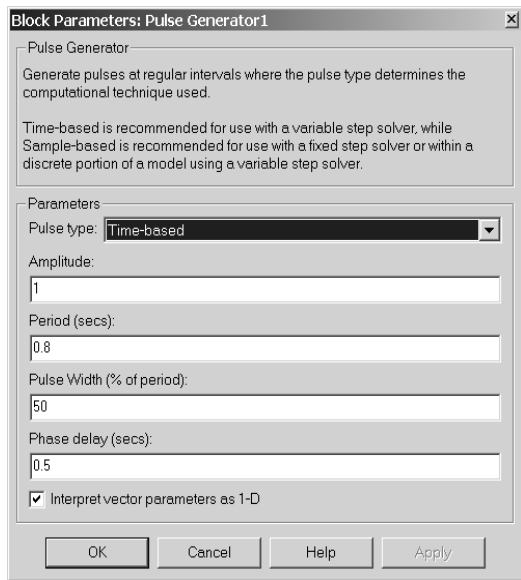 Block Parameters: Pulse Generator1
Pulse Generator
Generate pulses at regular intervals where the pulse type determines the
computational technique used.
Time-based is recommended for use with a variable step solver, while
Sample-based is recommended for use with a fixed step solver or within a
discrete portion of a model using a variable step solver.
Parameters
Pulse type: Time-based
Amplitude:
1
Period (secs):
0.8
Pulse Width (% of period):
50
Phase delay (secs):
0.5
Interpret vector parameters as 1-D
OK Cancel Help Apply